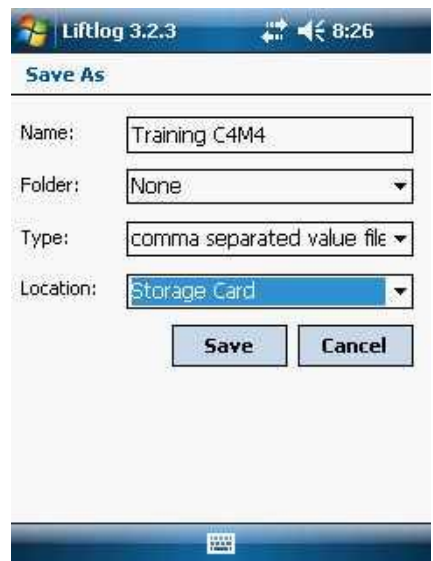 Liftlog 3.2.3 8:26
Save As
Name: Training C4M4
Folder: None
Type: comma separated value file
Location: Storage Card
Save Cancel